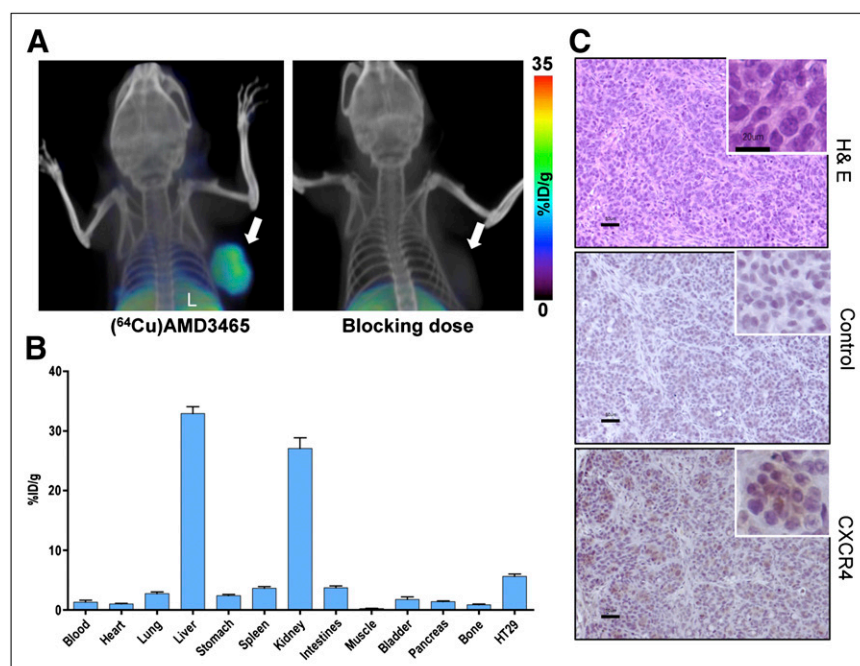 A
35
%ID/g
0
L
(64Cu)AMD3465
Blocking dose
B
40
30
20
10
0
%ID/g
Blood
Heart
Lung
Liver
Stomach
Spleen
Kidney
Intestines
Muscle
Bladder
Pancreas
Bone
HT29
C
20um
H& E
Control
CXCR4